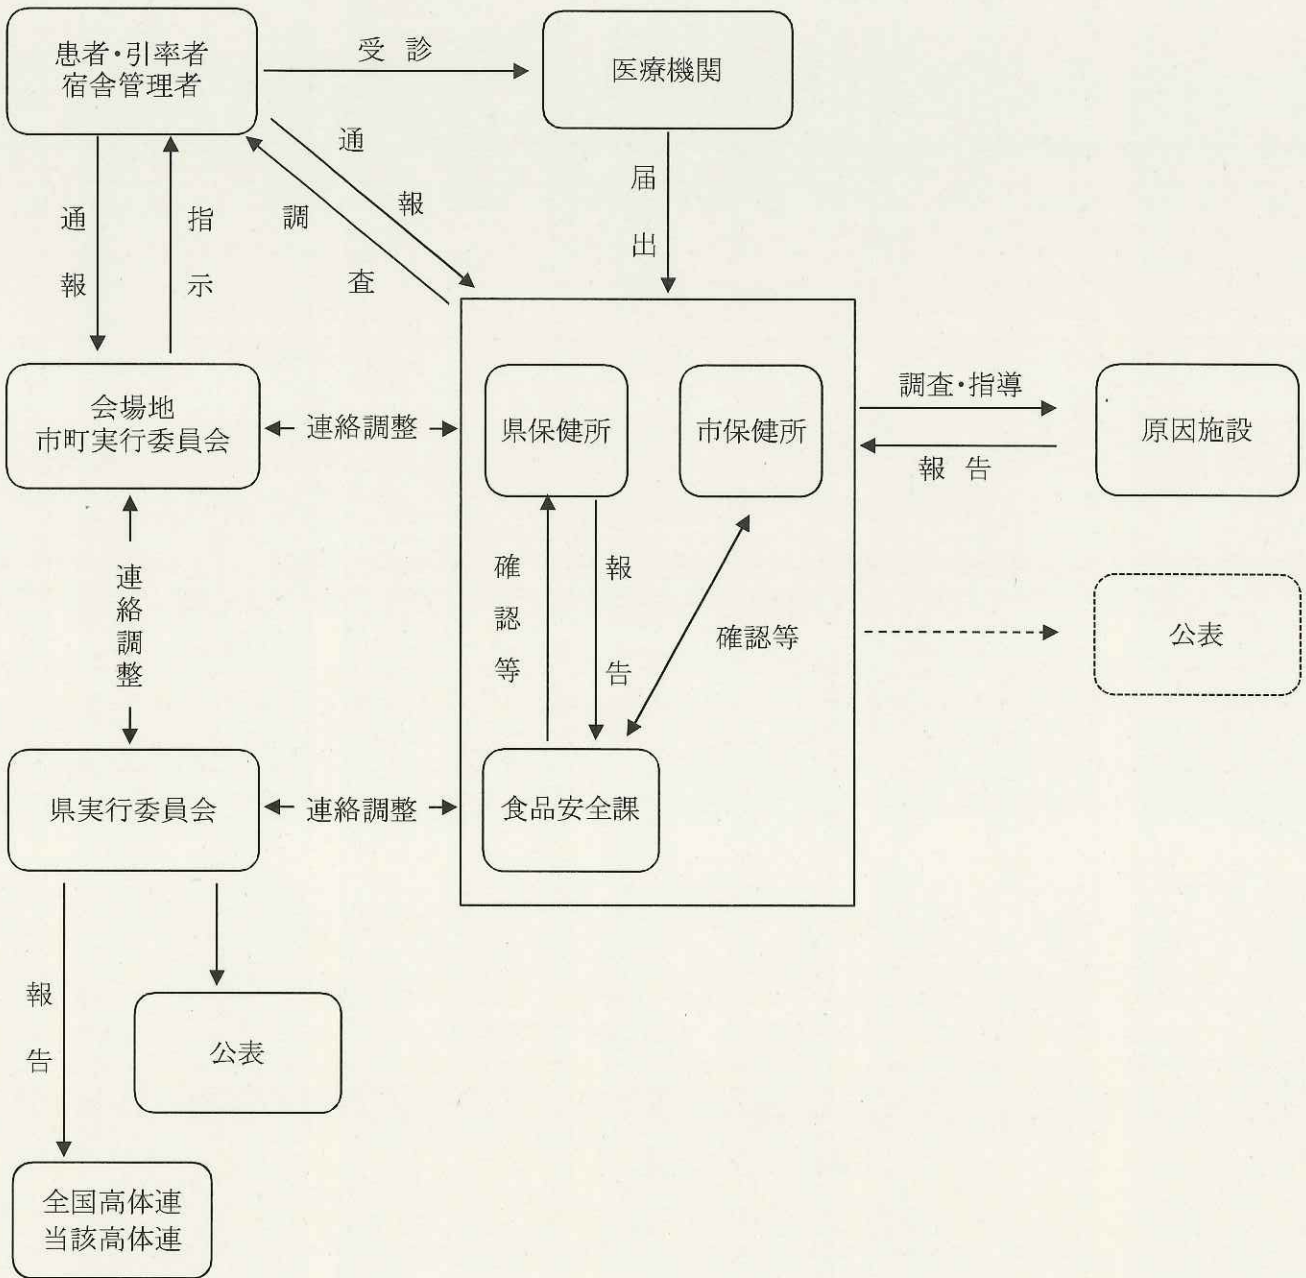 患者・引率者
宿舎管理者
受診
医療機関
通報
指示
通報
調査
届出
会場地
市町実行委員会
連絡調整
県保健所
市保健所
調査・指導
報告
原因施設
連絡調整
確認等
報告
確認等
公表
県実行委員会
連絡調整
食品安全課
報告
公表
全国高体連
当該高体連